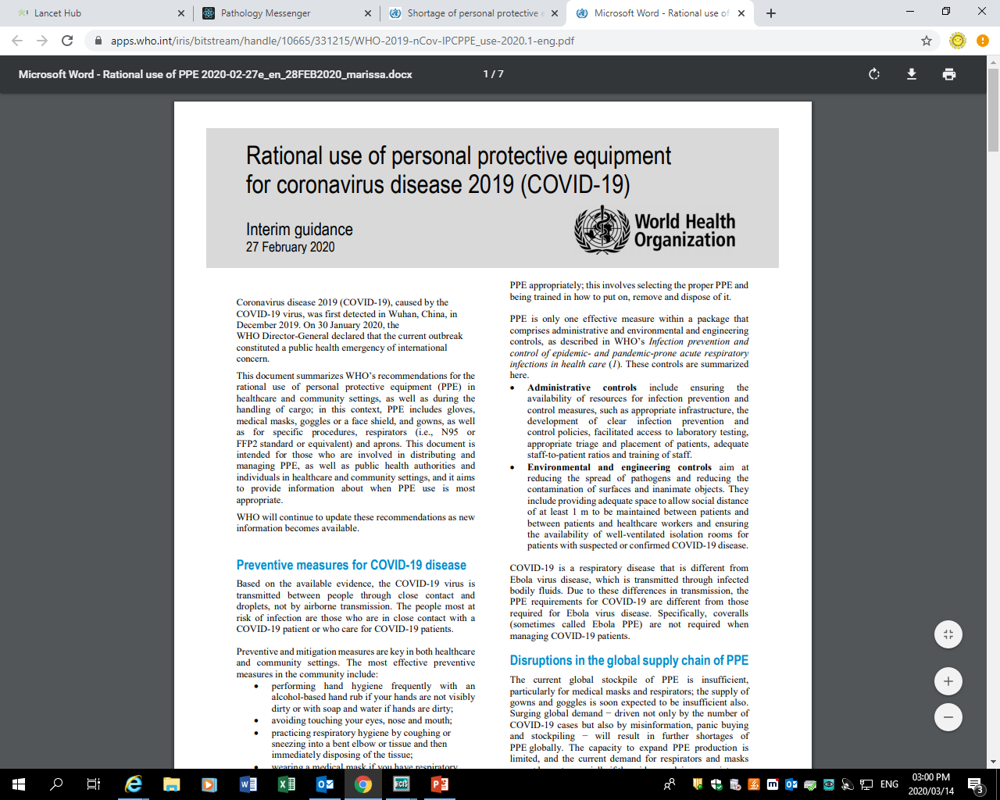 Lancet Hub
Pathology Messenger
Shortage of personal protective e
Microsoft Word - Rational use of
apps.who.int/iris/bitstream/handle/10665/331215/WHO-2019-nCov-IPCPPE_use-2020.1-eng.pdf
Microsoft Word - Rational use of PPE 2020-02-27e_en_28FEB2020_marissa.docx
1 / 7
Rational use of personal protective equipment
for coronavirus disease 2019 (COVID-19)
Interim guidance
27 February 2020
World Health
Organization
Coronavirus disease 2019 (COVID-19), caused by the
COVID-19 virus, was first detected in Wuhan, China, in
December 2019. On 30 January 2020, the
WHO Director-General declared that the current outbreak
constituted a public health emergency of international
concern.
This document summarizes WHO's recommendations for the
rational use of personal protective equipment (PPE) in
healthcare and community settings, as well as during the
handling of cargo; in this context, PPE includes gloves,
medical masks, goggles or a face shield, and gowns, as well
as for specific procedures, respirators (i.e., N95 or
FFP2 standard or equivalent) and aprons. This document is
intended for those who are involved in distributing and
managing PPE, as well as public health authorities and
individuals in healthcare and community settings, and it aims
to provide information about when PPE use is most
appropriate.
WHO will continue to update these recommendations as new
information becomes available.
Preventive measures for COVID-19 disease
Based on the available evidence, the COVID-19 virus is
transmitted between people through close contact and
droplets, not by airborne transmission. The people most at
risk of infection are those who are in close contact with a
COVID-19 patient or who care for COVID-19 patients.
Preventive and mitigation measures are key in both healthcare
and community settings. The most effective preventive
measures in the community include:
• performing hand hygiene frequently with an
alcohol-based hand rub if your hands are not visibly
dirty or with soap and water if hands are dirty;
• avoiding touching your eyes, nose and mouth;
• practicing respiratory hygiene by coughing or
sneezing into a bent elbow or tissue and then
immediately disposing of the tissue;
• wearing a medical mask if you have respiratory
PPE appropriately; this involves selecting the proper PPE and
being trained in how to put on, remove and dispose of it.
PPE is only one effective measure within a package that
comprises administrative and environmental and engineering
controls, as described in WHO's Infection prevention and
control of epidemic- and pandemic-prone acute respiratory
infections in health care (1). These controls are summarized
here.
• Administrative controls include ensuring the
availability of resources for infection prevention and
control measures, such as appropriate infrastructure, the
development of clear infection prevention and
control policies, facilitated access to laboratory testing,
appropriate triage and placement of patients, adequate
staff-to-patient ratios and training of staff.
• Environmental and engineering controls aim at
reducing the spread of pathogens and reducing the
contamination of surfaces and inanimate objects. They
include providing adequate space to allow social distance
of at least 1 m to be maintained between patients and
between patients and healthcare workers and ensuring
the availability of well-ventilated isolation rooms for
patients with suspected or confirmed COVID-19 disease.
COVID-19 is a respiratory disease that is different from
Ebola virus disease, which is transmitted through infected
bodily fluids. Due to these differences in transmission, the
PPE requirements for COVID-19 are different from those
required for Ebola virus disease. Specifically, coveralls
(sometimes called Ebola PPE) are not required when
managing COVID-19 patients.
Disruptions in the global supply chain of PPE
The current global stockpile of PPE is insufficient,
particularly for medical masks and respirators; the supply of
gowns and goggles is soon expected to be insufficient also.
Surging global demand − driven not only by the number of
COVID-19 cases but also by misinformation, panic buying
and stockpiling − will result in further shortages of
PPE globally. The capacity to expand PPE production is
limited, and the current demand for respirators and masks
ENG
03:00 PM
2020/03/14
3